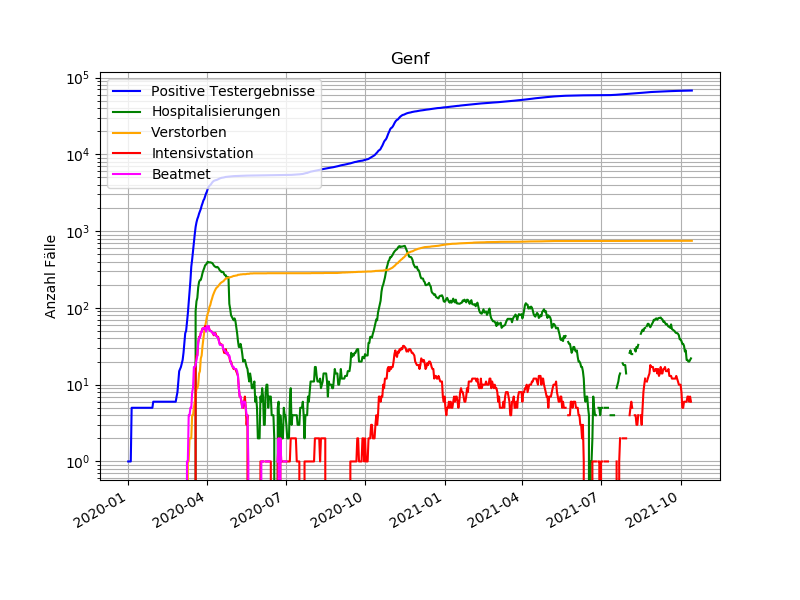 Genf
Positive Testergebnisse
Hospitalisierungen
Verstorben
Intensivstation
Beatmet
Anzahl Fälle
10^5
10^4
10^3
10^2
10^1
10^0
2020-01
2020-04
2020-07
2020-10
2021-01
2021-04
2021-07
2021-10